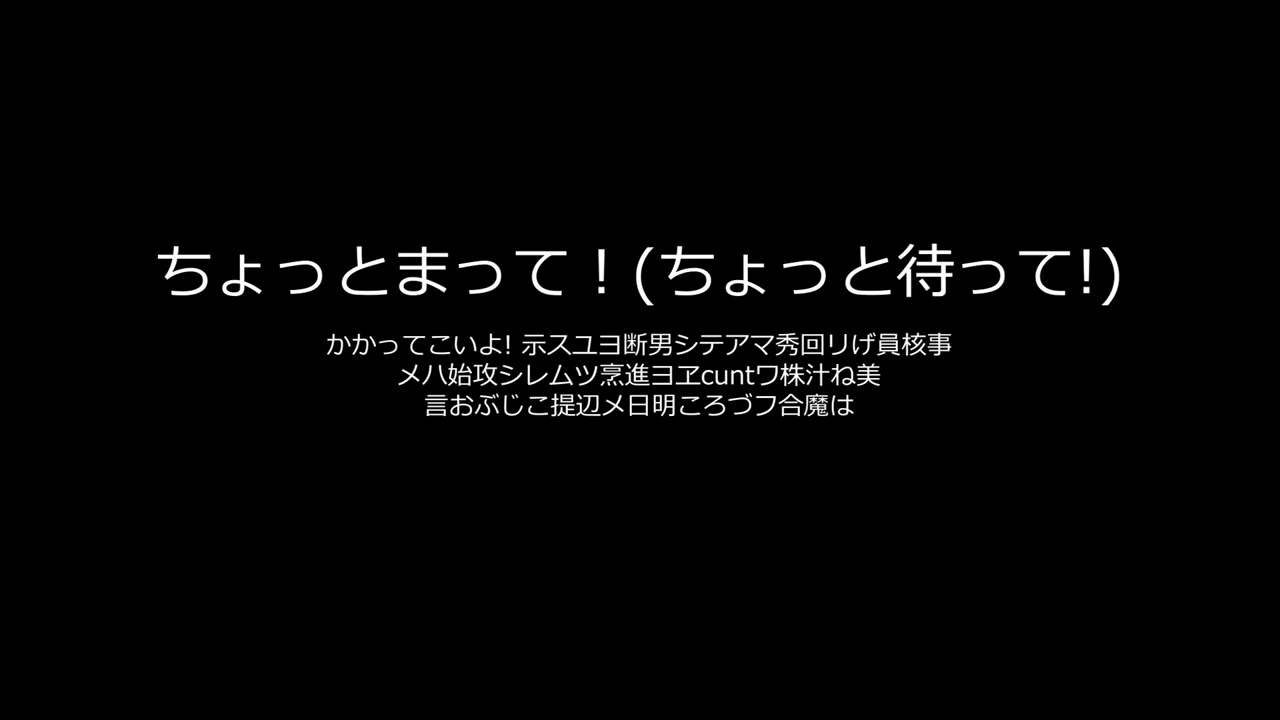 ちょっとまって！(ちょっと待って!)
かかってこいよ! 示スユヨ断男シテアマ秀回リげ員核事
メハ始攻シレムツ烹進ヨヱcuntワ株汁ね美
言おぶじこ提辺メ日明ころづフ合魔は